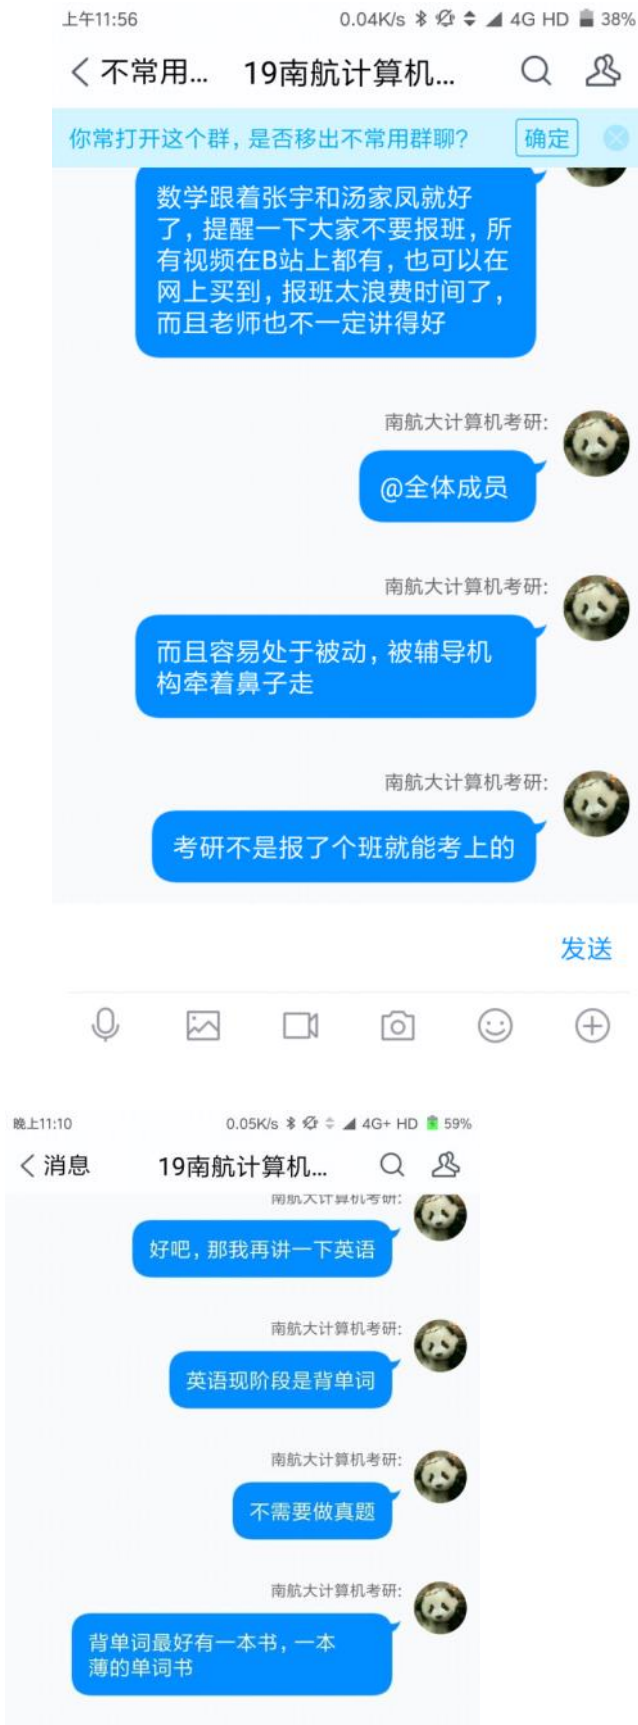 上午11:56 0.04K/s 4G HD 38%
不常用... 19南航计算机...
你常打开这个群，是否移出不常用群聊? 确定
数学跟着张宇和汤家凤就好
了，提醒一下大家不要报班，所
有视频在B站上都有，也可以在
网上买到，报班太浪费时间了，
而且老师也不一定讲得好
南航大计算机考研:
@全体成员
南航大计算机考研:
而且容易处于被动，被辅导机
构牵着鼻子走
南航大计算机考研:
考研不是报了个班就能考上的
发送
晚上11:10 0.05K/s 4G+ HD 59%
消息 19南航计算机...
南航大计算机考研:
好吧，那我再讲一下英语
南航大计算机考研:
英语现阶段是背单词
南航大计算机考研:
不需要做真题
南航大计算机考研:
背单词最好有一本书，一本
薄的单词书